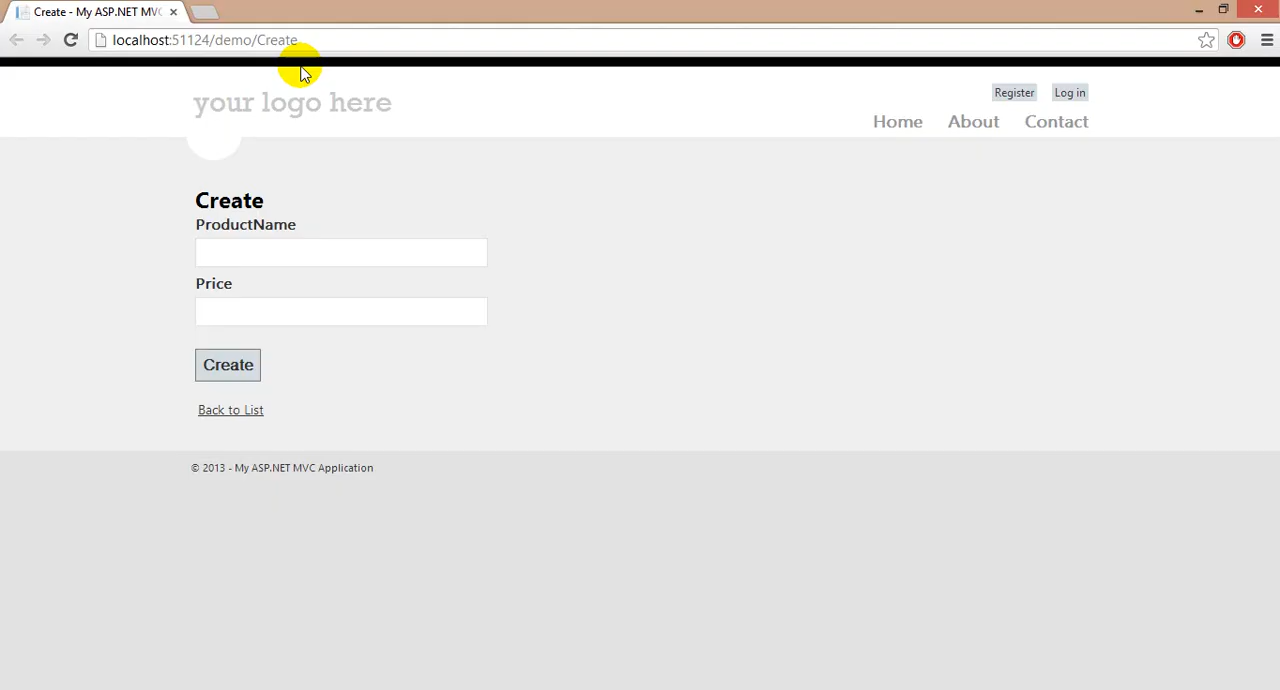 Create - My ASP.NET MVC
localhost:51124/demo/Create
your logo here
Register Log in
Home About Contact
Create
ProductName
Price
Create
Back to List
© 2013 - My ASP.NET MVC Application